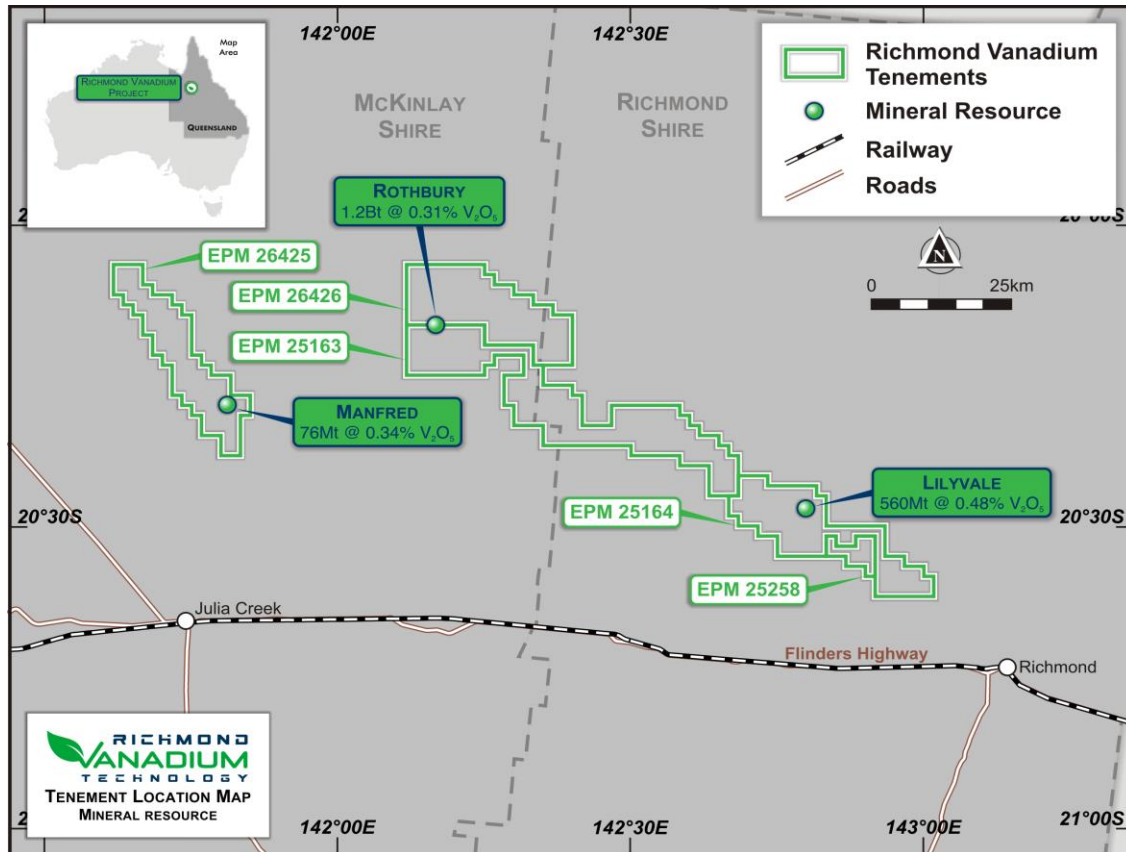 142°00E
142°30E
Map
Area
RICHMOND VANADIUM
PROJECT
QUEENSLAND
MCKINLAY
SHIRE
RICHMOND
SHIRE
Richmond Vanadium
Tenements
Mineral Resource
Railway
Roads
ROTHBURY
1.2Bt @ 0.31% V₂O₅
20°00S
N
0 25km
EPM 26425
EPM 26426
EPM 25163
MANFRED
76Mt @ 0.34% V₂O₅
LILYVALE
560Mt @ 0.48% V₂O₅
EPM 25164
20°30S
20°30S
EPM 25258
Julia Creek
Flinders Highway
Richmond
RICHMOND
VANADIUM
TECHNOLOGY
TENEMENT LOCATION MAP
MINERAL RESOURCE
142°00E
142°30E
143°00E
21°00S